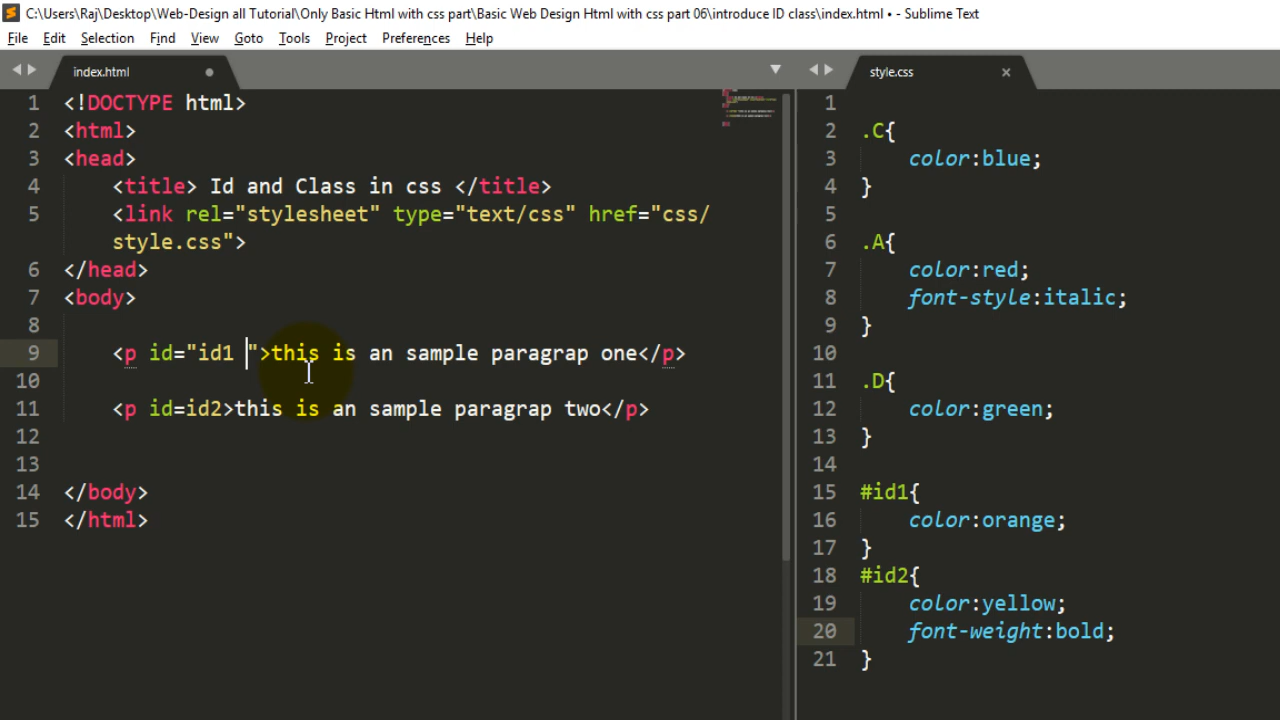 C:\Users\Raj\Desktop\Web-Design all Tutorial\Only Basic Html with css part\Basic Web Design Html with css part 06\introduce ID class\index.html • - Sublime Text
File Edit Selection Find View Goto Tools Project Preferences Help
index.html
1 <!DOCTYPE html>
2 <html>
3 <head>
4 <title> Id and Class in css </title>
5 <link rel="stylesheet" type="text/css" href="css/
style.css">
6 </head>
7 <body>
8
9 <p id="id1 ">this is an sample paragrap one</p>
10
11 <p id=id2>this is an sample paragrap two</p>
12
13
14 </body>
15 </html>
style.css
1
2 .C{
3 color:blue;
4 }
5
6 .A{
7 color:red;
8 font-style:italic;
9 }
10
11 .D{
12 color:green;
13 }
14
15 #id1{
16 color:orange;
17 }
18 #id2{
19 color:yellow;
20 font-weight:bold;
21 }